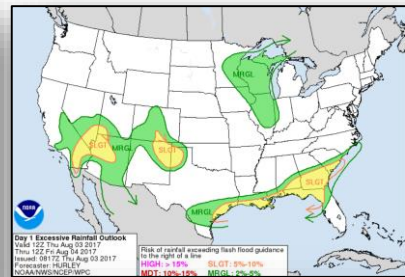 MRGL
SLGT
MRGL
SLGT
SLGT
MRGL
noaa
Day 1 Excessive Rainfall Outlook
Valid 12Z Thu Aug 03 2017
Thru 12Z Fri Aug 04 2017
Issued: 0817Z Thu Aug 03 2017
Forecaster: HURLEY
NOAA/NWS/NCEP/WPC
Risk of rainfall exceeding flash flood guidance
to the right of a line
HIGH: > 15% SLGT: 5%-10%
MDT: 10%-15% MRGL: 2%-5%